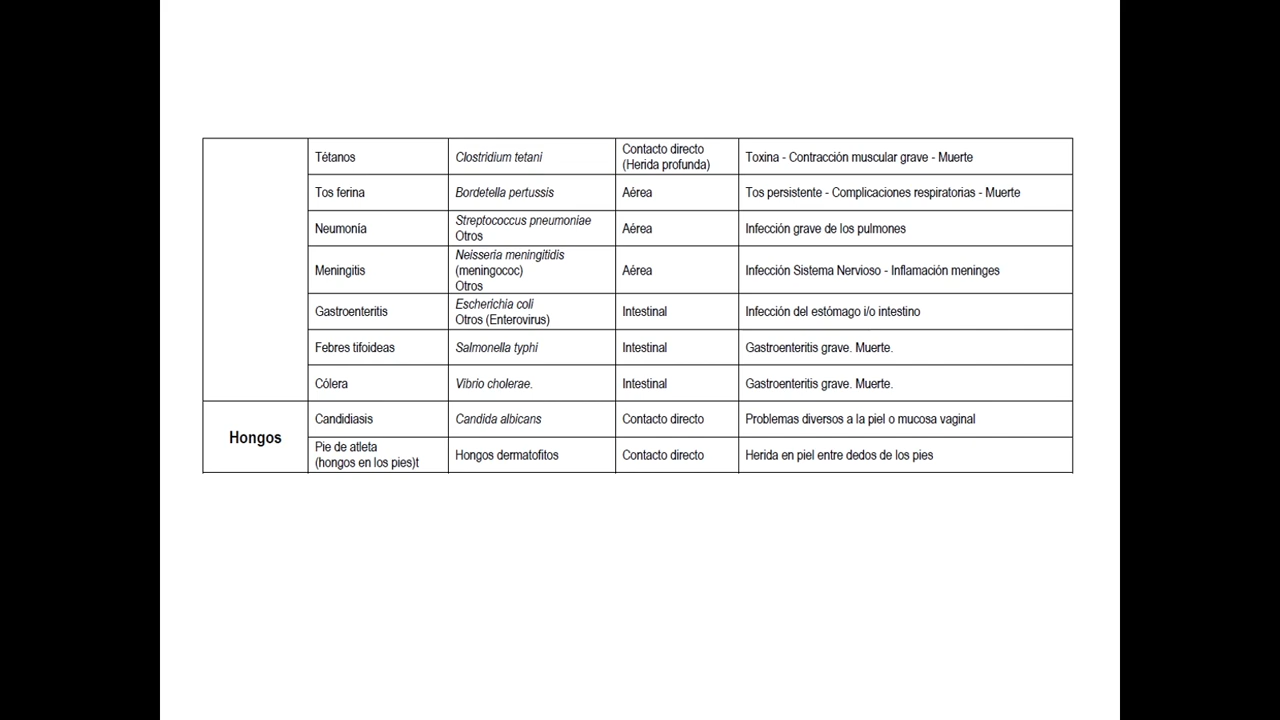 Tétanos
Clostridium tetani
Contacto directo
(Herida profunda)
Toxina - Contracción muscular grave - Muerte
Tos ferina
Bordetella pertussis
Aérea
Tos persistente - Complicaciones respiratorias - Muerte
Neumonía
Streptococcus pneumoniae
Otros
Aérea
Infección grave de los pulmones
Meningitis
Neisseria meningitidis
(meningococ)
Otros
Aérea
Infección Sistema Nervioso - Inflamación meninges
Gastroenteritis
Escherichia coli
Otros (Enterovirus)
Intestinal
Infección del estómago i/o intestino
Febres tifoideas
Salmonella typhi
Intestinal
Gastroenteritis grave. Muerte.
Cólera
Vibrio cholerae.
Intestinal
Gastroenteritis grave. Muerte.
Hongos
Candidiasis
Candida albicans
Contacto directo
Problemas diversos a la piel o mucosa vaginal
Pie de atleta
(hongos en los pies)t
Hongos dermatofitos
Contacto directo
Herida en piel entre dedos de los pies